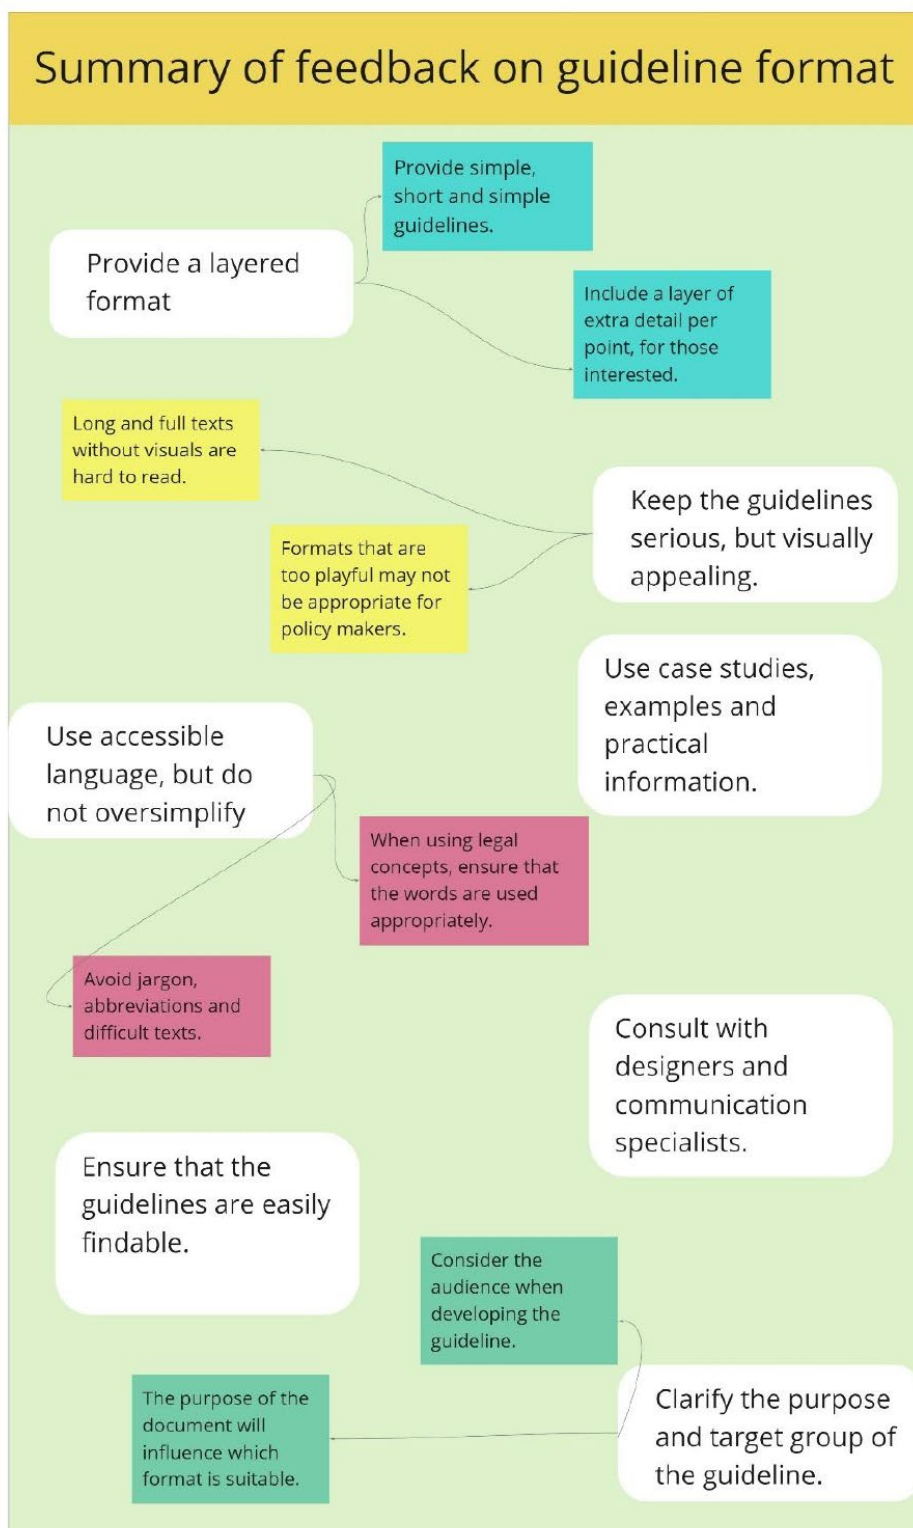 Summary of feedback on guideline format
Provide simple,
short and simple
guidelines.
Provide a layered
format
Include a layer of
extra detail per
point, for those
interested.
Long and full texts
without visuals are
hard to read.
Keep the guidelines
serious, but visually
appealing.
Formats that are
too playful may not
be appropriate for
policy makers.
Use case studies,
examples and
practical
information.
Use accessible
language, but do
not oversimplify
When using legal
concepts, ensure that
the words are used
appropriately.
Avoid jargon,
abbreviations and
difficult texts.
Consult with
designers and
communication
specialists.
Ensure that the
guidelines are easily
findable.
Consider the
audience when
developing the
guideline.
Clarify the purpose
and target group of
the guideline.
The purpose of the
document will
influence which
format is suitable.